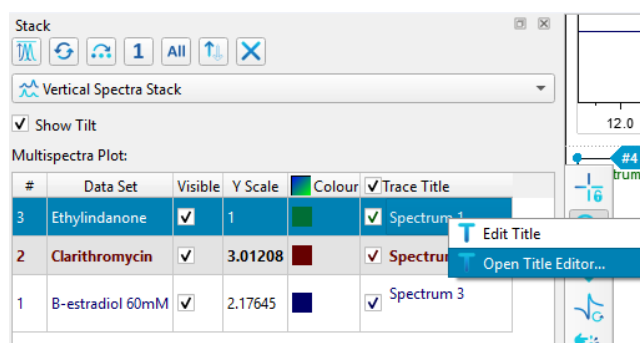 Stack
1 All
Vertical Spectra Stack
Show Tilt
12.0
Multispectra Plot:
#4
# Data Set Visible Y Scale Colour Trace Title
3 Ethylindanone 1 Spectrum 1
Edit Title
2 Clarithromycin 3.01208
Open Title Editor...
1 B-estradiol 60mM 2.17645 Spectrum 3